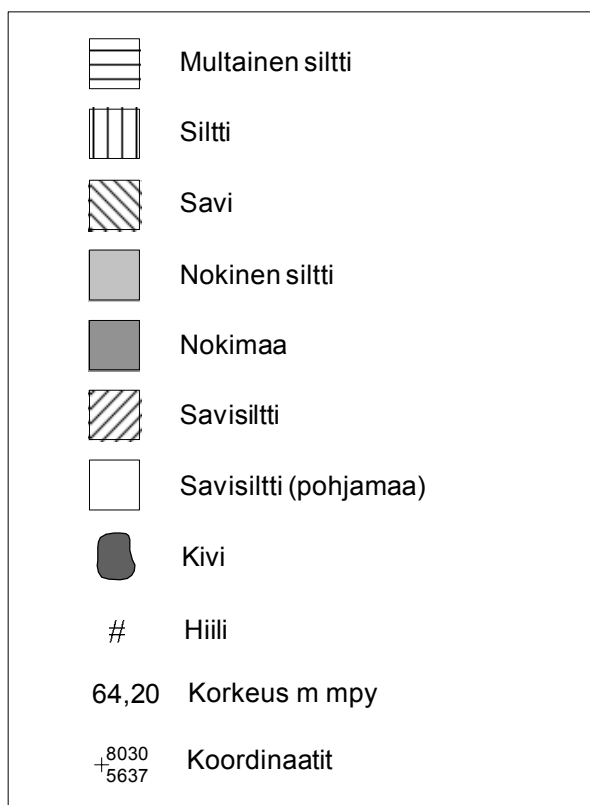 Multainen siltti
Siltti
Savi
Nokinen siltti
Nokimaa
Savisiltti
Savisiltti (pohjamaa)
Kivi
# Hiili
64,20 Korkeus m mpy
+8030
5637 Koordinaatit